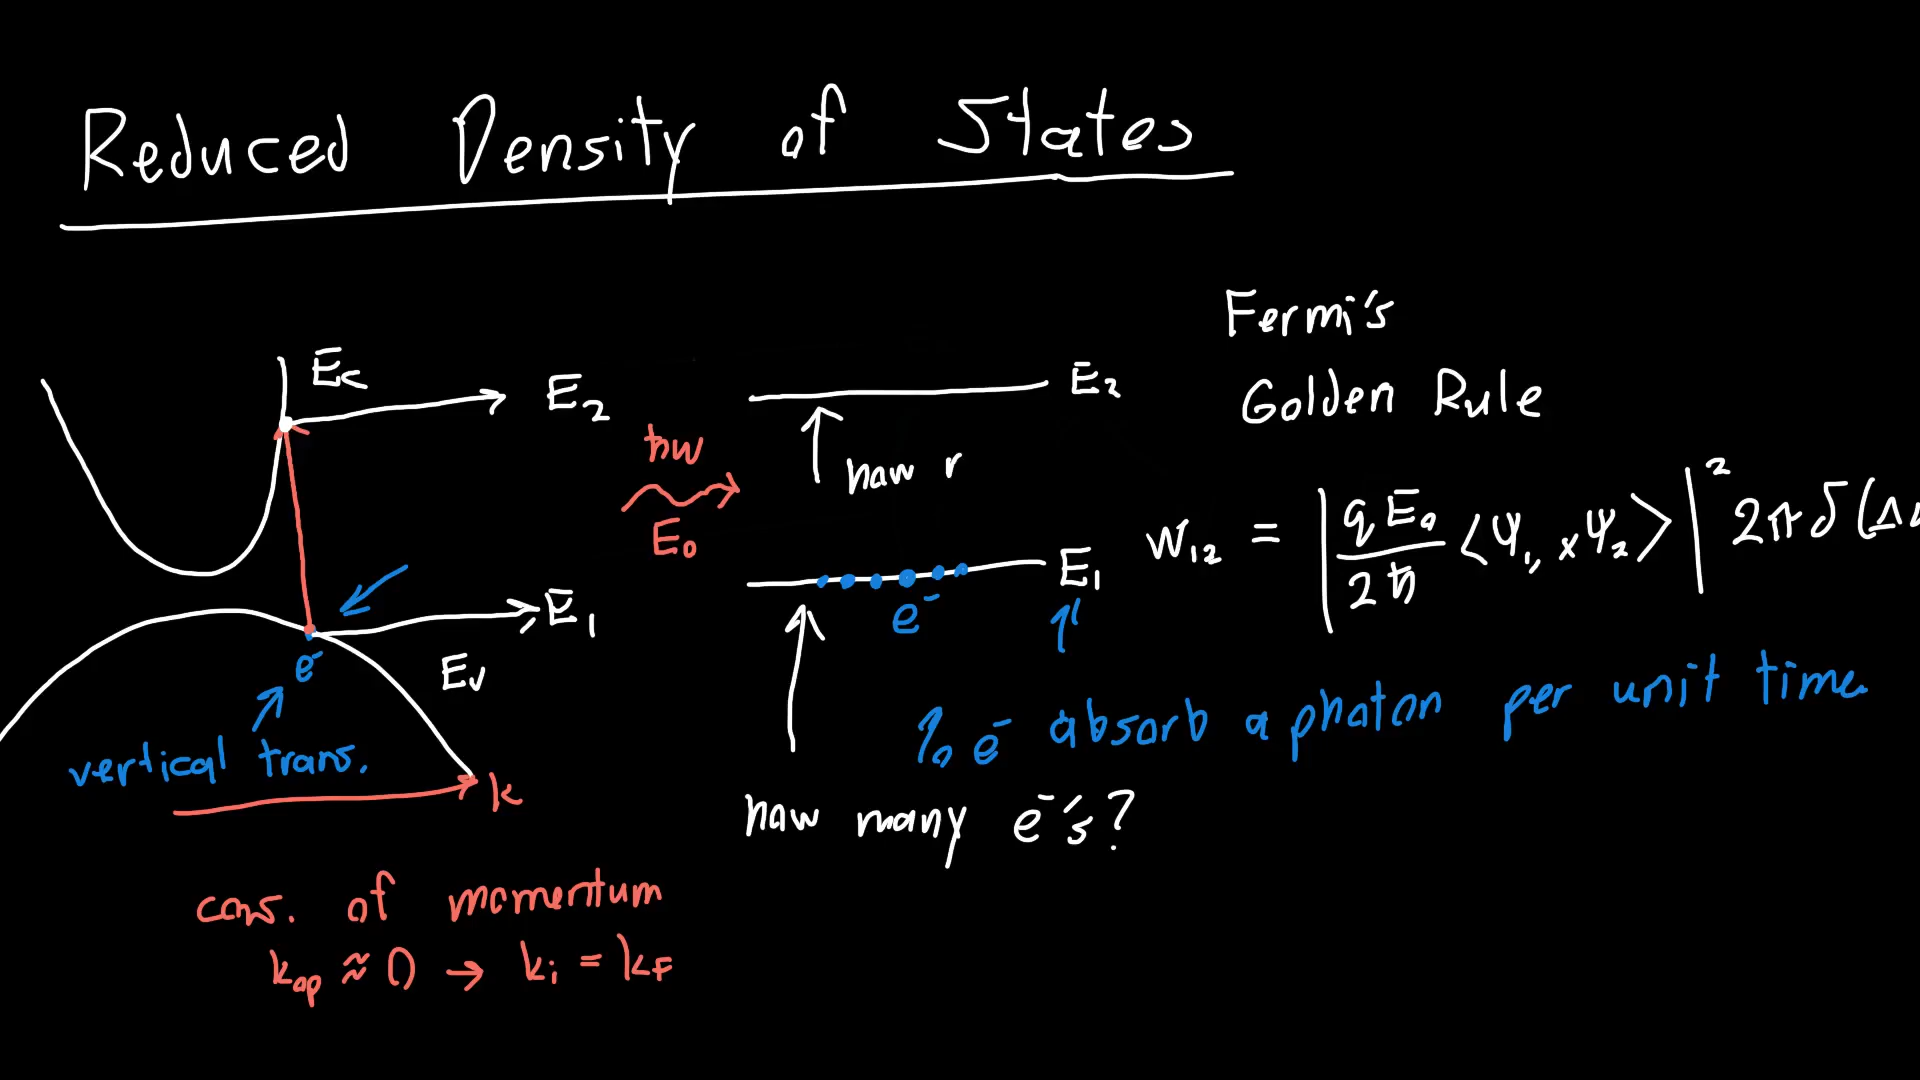 Reduced Density of States
Fermi's
Golden Rule
Ec
E2
E2
ħw
E0
how r
W12 = |qE0/2ħ <Ψ1, xΨ2>|² 2π δ(Δ
E1
e-
E1
e-
Ev
% e- absorb a photon per unit time
vertical trans.
k
how many e-'s?
cons. of momentum
kop ≈ 0 → ki = kF